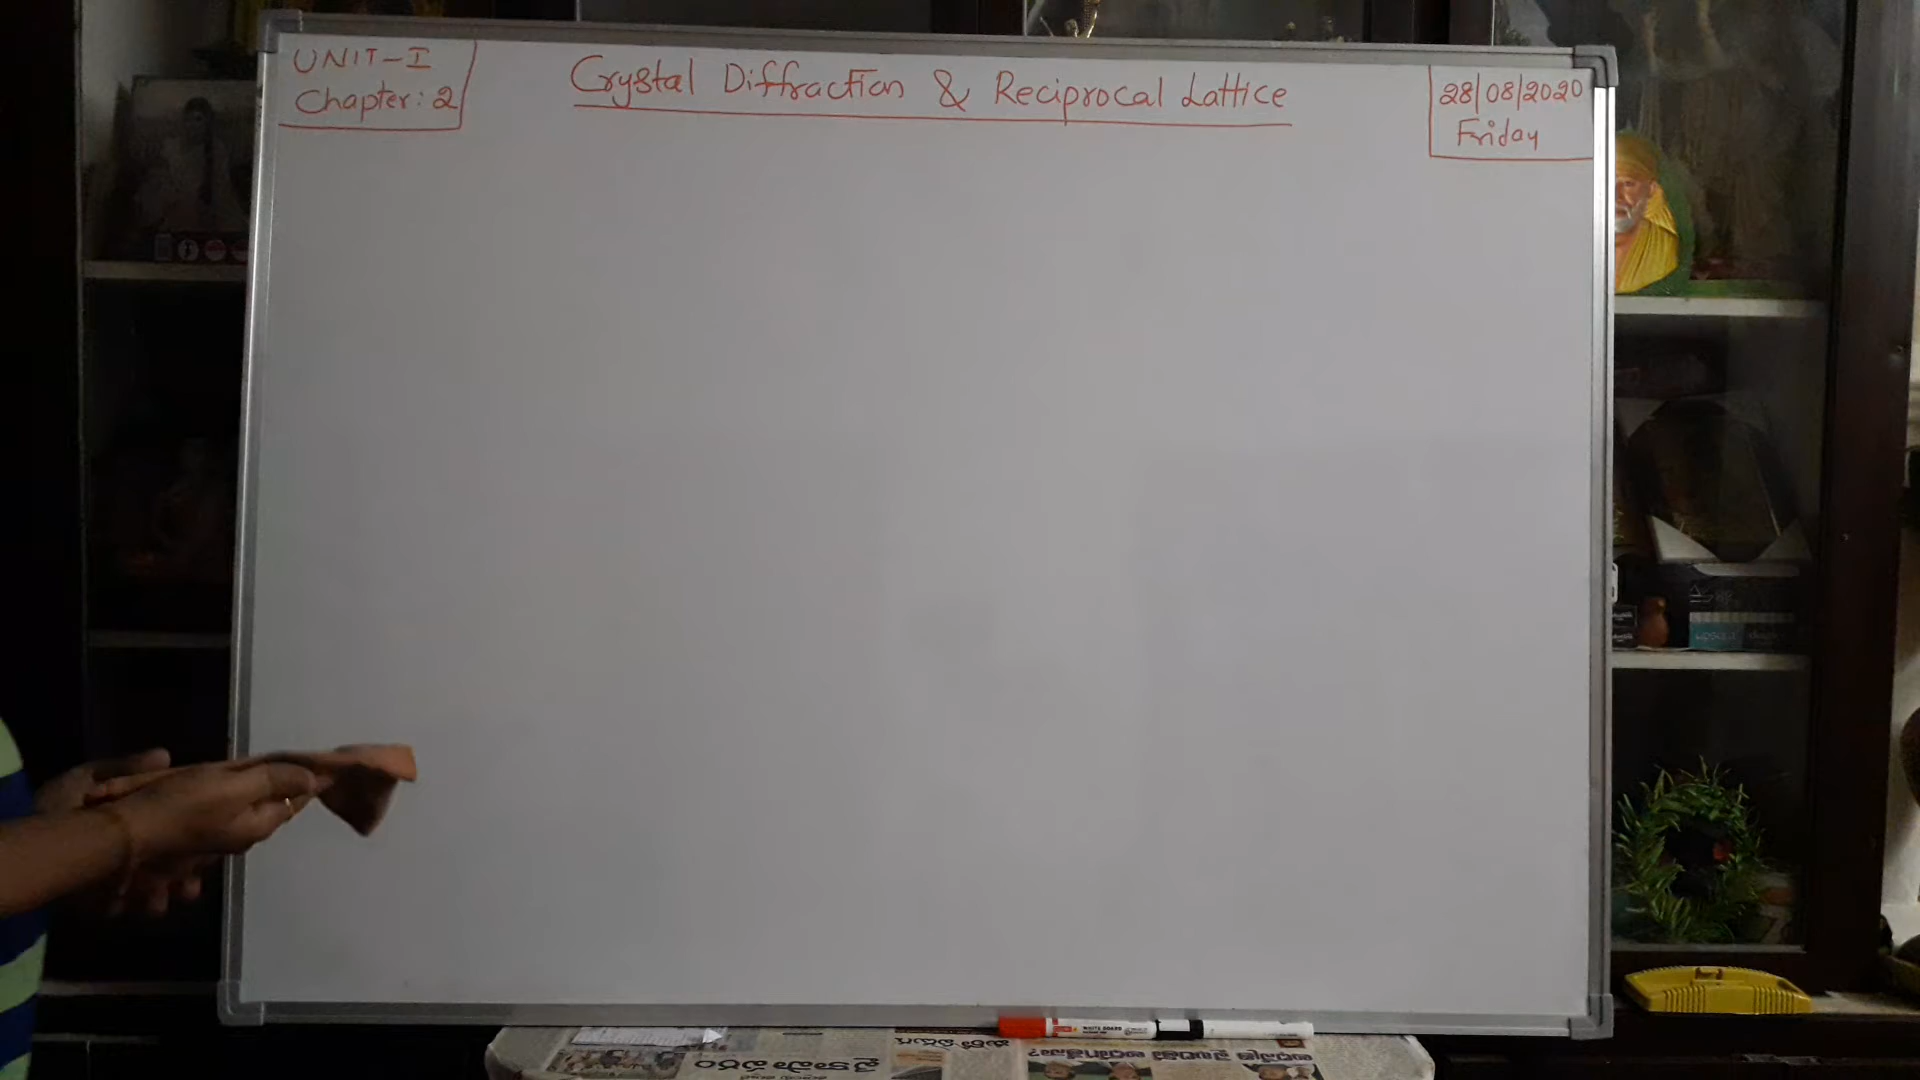 UNIT-I
Chapter: 2
Crystal Diffraction & Reciprocal Lattice
28/08/2020
Friday